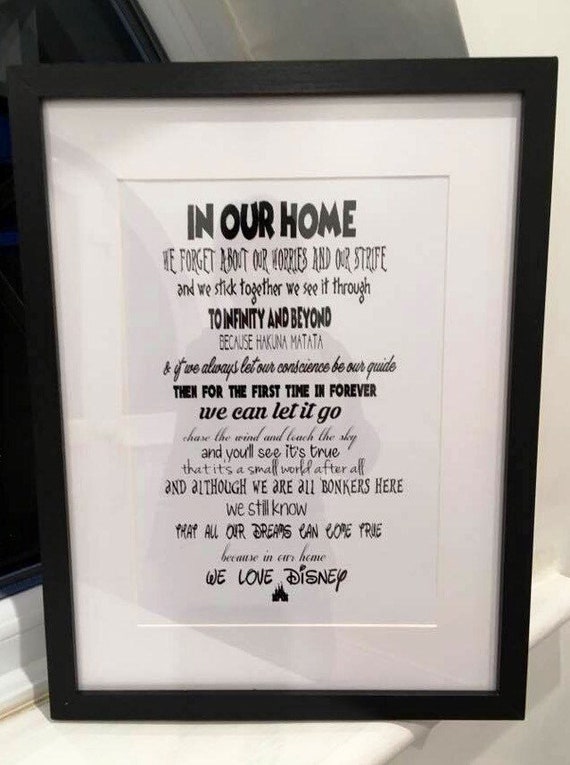 IN OUR HOME
WE FORGET ABOUT OUR WORRIES AND OUR STRIFE
and we stick together we see it through
TO INFINITY AND BEYOND
BECAUSE HAKUNA MATATA
& if we always let our conscience be our guide
THEN FOR THE FIRST TIME IN FOREVER
we can let it go
chase the wind and touch the sky
and you'll see it's true
that it's a small world after all
AND ALTHOUGH WE ARE ALL BONKERS HERE
we still know
THAT ALL OUR DREAMS CAN COME TRUE
because in our home
WE LOVE DISNEY